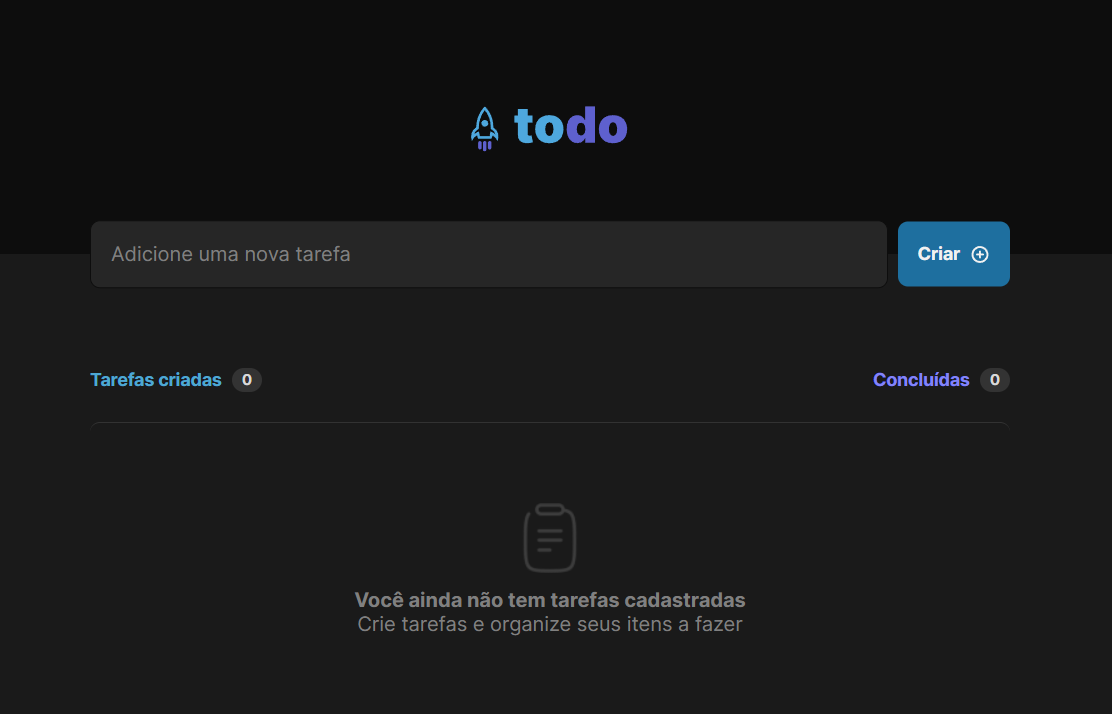 todo
Adicione uma nova tarefa
Criar
Tarefas criadas 0
Concluídas 0
Você ainda não tem tarefas cadastradas
Crie tarefas e organize seus itens a fazer